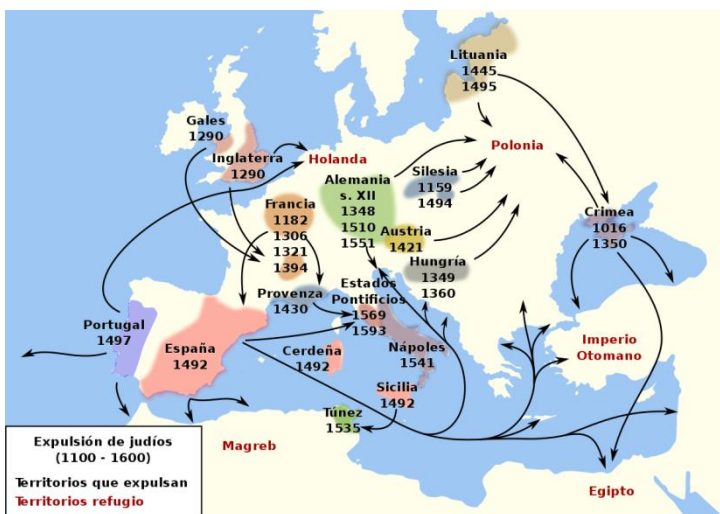 Lituania
1445
1495
Gales
1290
Inglaterra
1290
Holanda
Polonia
Alemania
s. XII
1348
1510
1551
Silesia
1159
1494
Francia
1182
1306
1321
1394
Austria
1421
Crimea
1016
1350
Hungría
1349
1360
Provenza
1430
Estados
Pontificios
1569
1593
Portugal
1497
España
1492
Cerdeña
1492
Nápoles
1541
Imperio
Otomano
Sicilia
1492
Túnez
1535
Magreb
Egipto
Expulsión de judíos
(1100 - 1600)
Territorios que expulsan
Territorios refugio